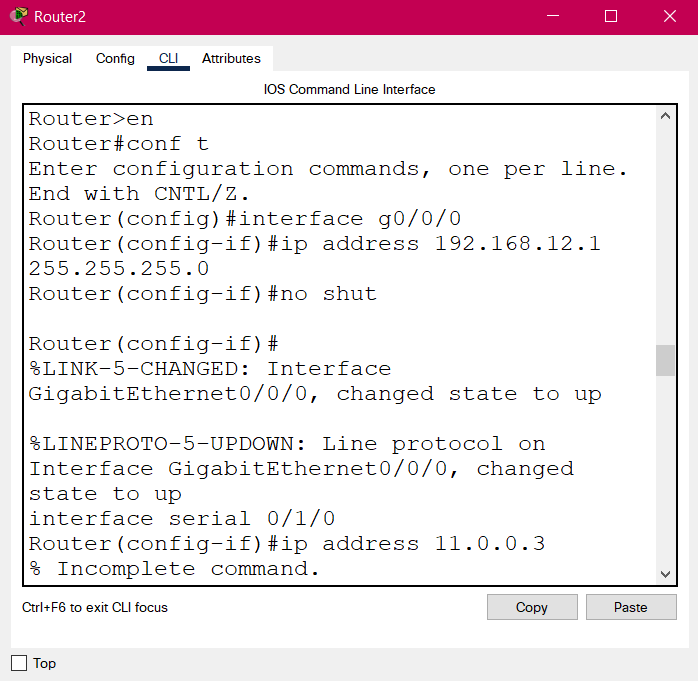 Router2
Physical Config CLI Attributes
IOS Command Line Interface
Router>en
Router#conf t
Enter configuration commands, one per line.
End with CNTL/Z.
Router(config)#interface g0/0/0
Router(config-if)#ip address 192.168.12.1
255.255.255.0
Router(config-if)#no shut
Router(config-if)#
%LINK-5-CHANGED: Interface
GigabitEthernet0/0/0, changed state to up
%LINEPROTO-5-UPDOWN: Line protocol on
Interface GigabitEthernet0/0/0, changed
state to up
interface serial 0/1/0
Router(config-if)#ip address 11.0.0.3
% Incomplete command.
Ctrl+F6 to exit CLI focus
Copy Paste
Top